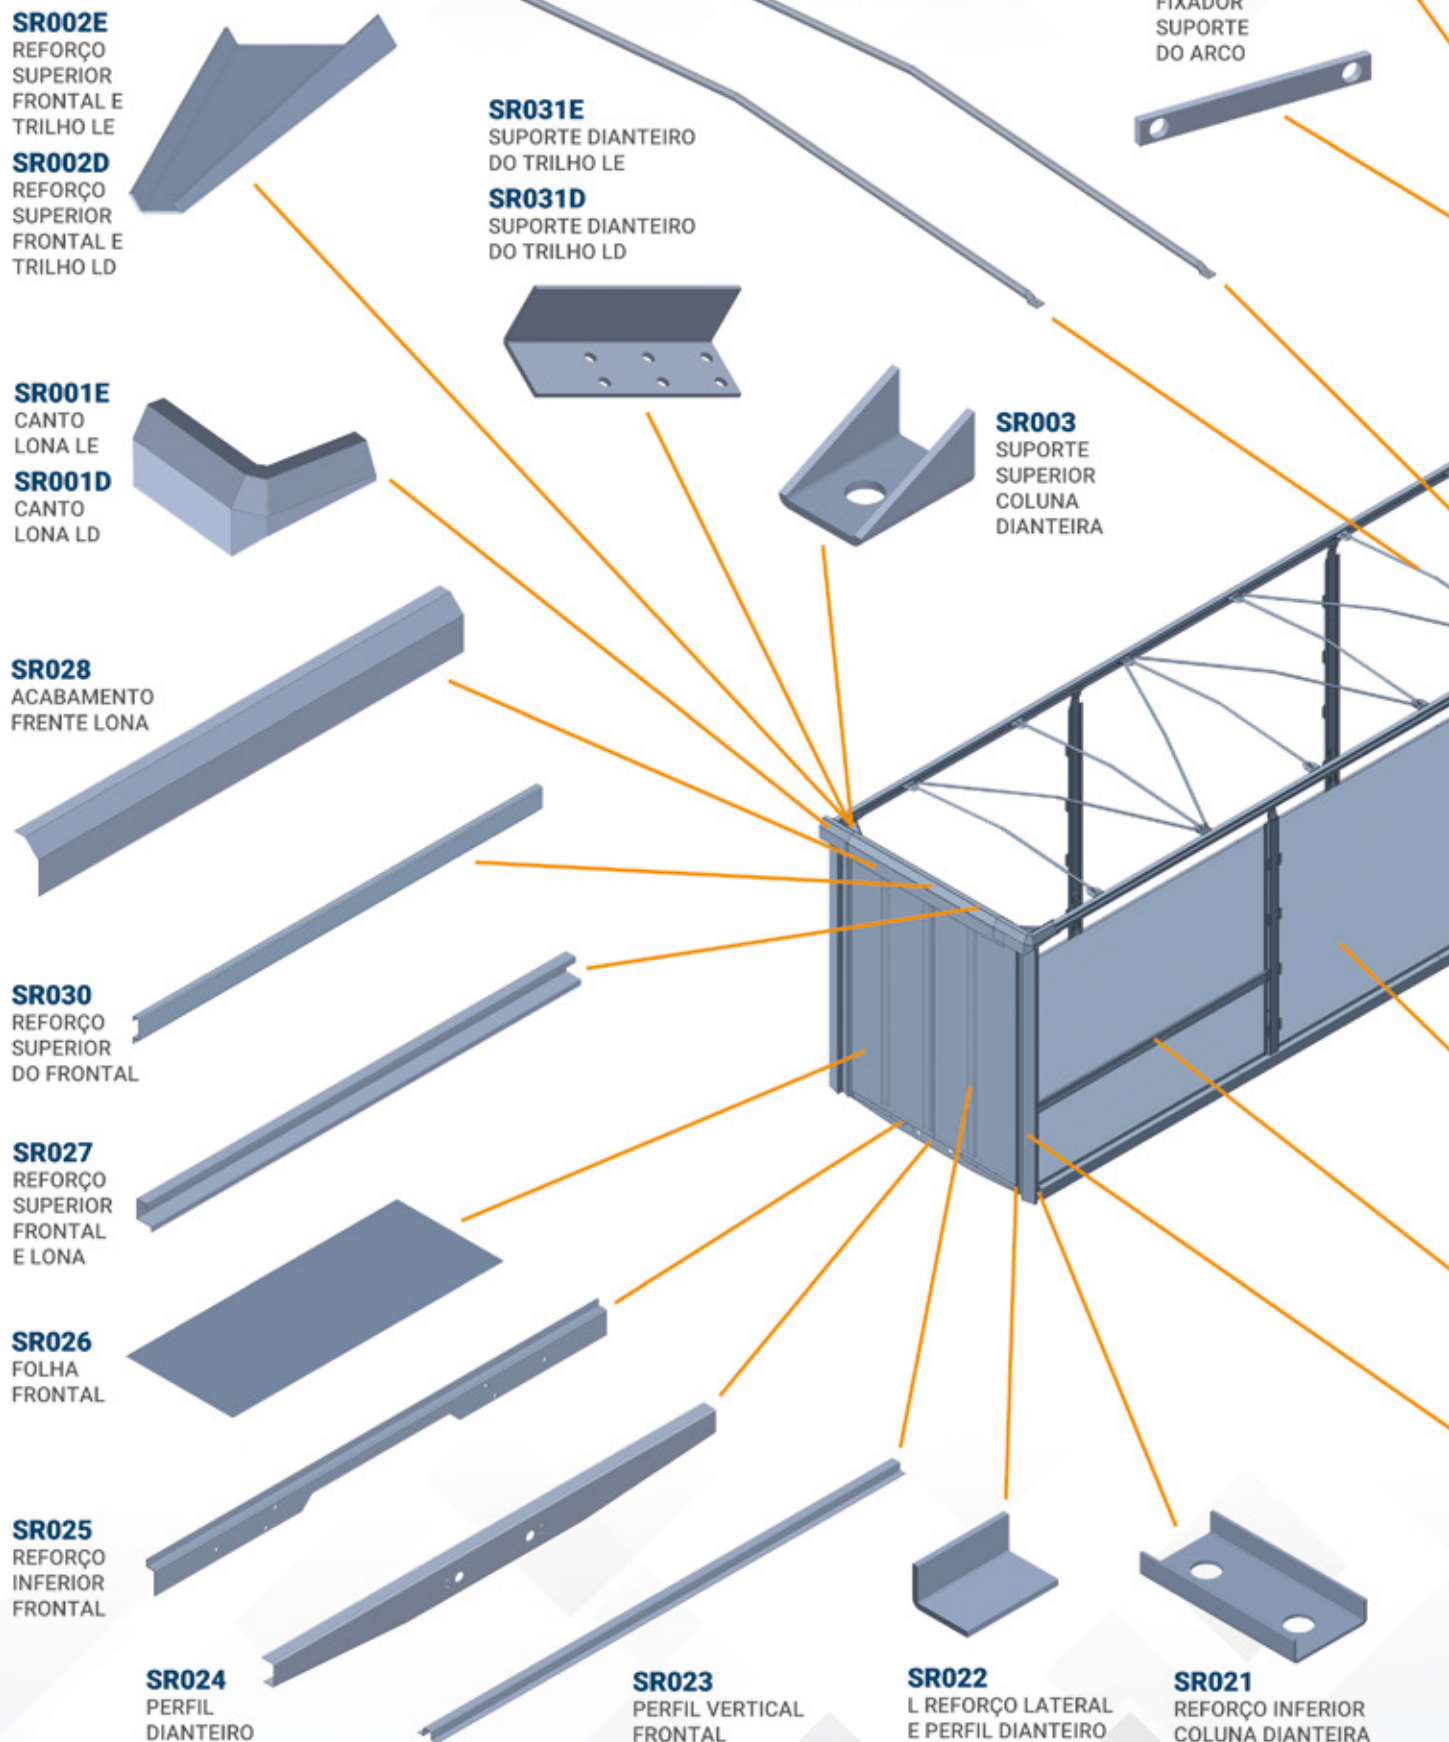 SR002E
REFORÇO
SUPERIOR
FRONTAL E
TRILHO LE
SR002D
REFORÇO
SUPERIOR
FRONTAL E
TRILHO LD
SR031E
SUPORTE DIANTEIRO
DO TRILHO LE
SR031D
SUPORTE DIANTEIRO
DO TRILHO LD
FIXADOR
SUPORTE
DO ARCO
SR001E
CANTO
LONA LE
SR001D
CANTO
LONA LD
SR003
SUPORTE
SUPERIOR
COLUNA
DIANTEIRA
SR028
ACABAMENTO
FRENTE LONA
SR030
REFORÇO
SUPERIOR
DO FRONTAL
SR027
REFORÇO
SUPERIOR
FRONTAL
E LONA
SR026
FOLHA
FRONTAL
SR025
REFORÇO
INFERIOR
FRONTAL
SR024
PERFIL
DIANTEIRO
SR023
PERFIL VERTICAL
FRONTAL
SR022
L REFORÇO LATERAL
E PERFIL DIANTEIRO
SR021
REFORÇO INFERIOR
COLUNA DIANTEIRA